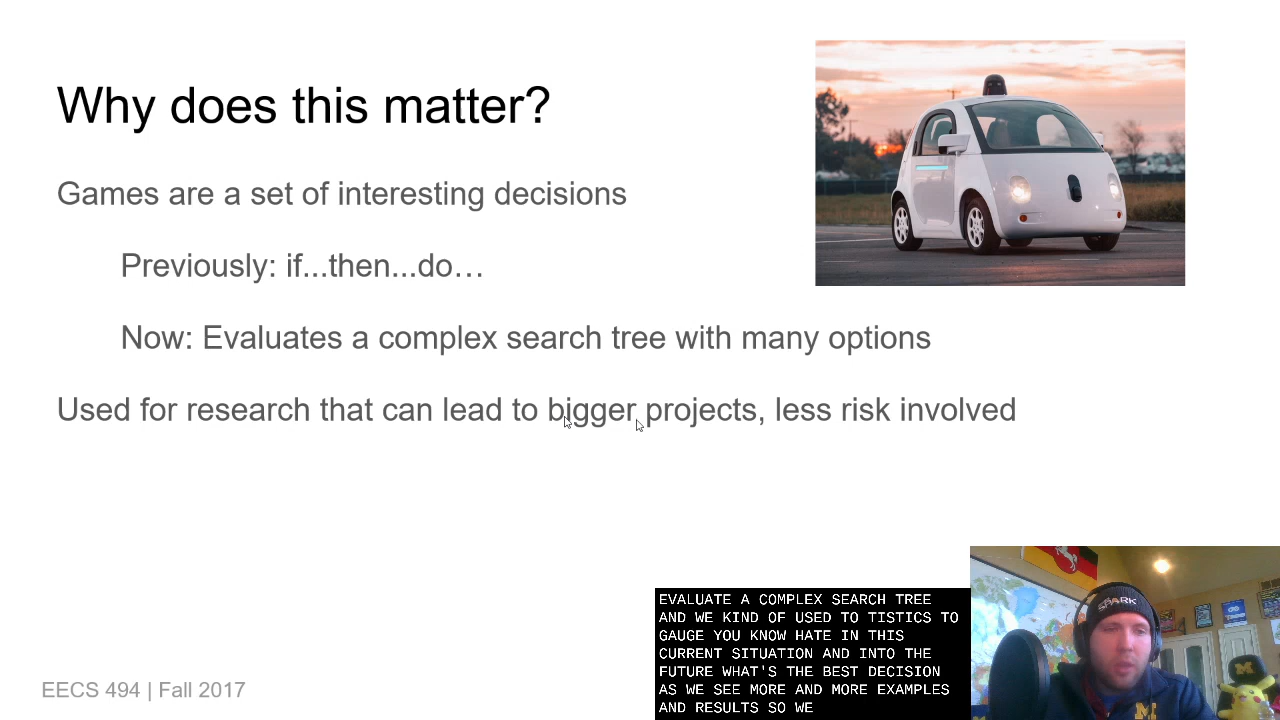 Why does this matter?
Games are a set of interesting decisions
Previously: if...then...do…
Now: Evaluates a complex search tree with many options
Used for research that can lead to bigger projects, less risk involved
EVALUATE A COMPLEX SEARCH TREE
AND WE KIND OF USED TO TISTICS TO
GAUGE YOU KNOW HATE IN THIS
CURRENT SITUATION AND INTO THE
FUTURE WHAT'S THE BEST DECISION
AS WE SEE MORE AND MORE EXAMPLES
AND RESULTS SO WE
SPARK
M
M
EECS 494 | Fall 2017